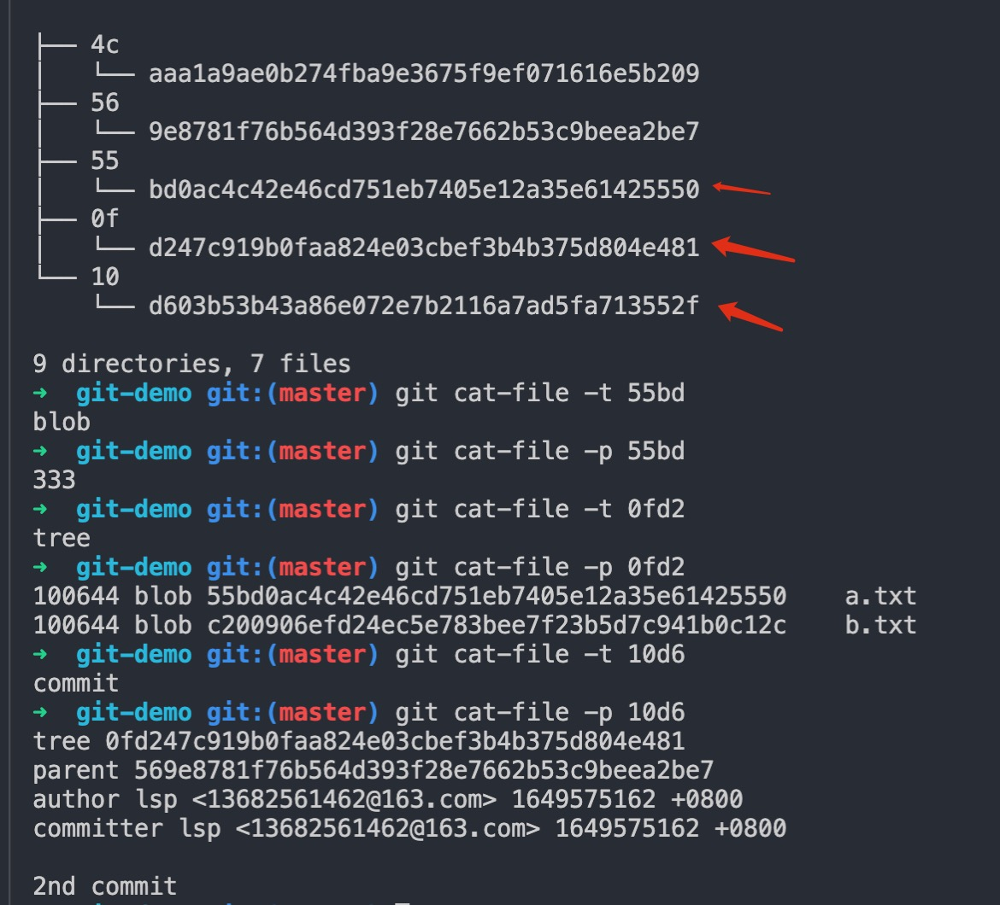 ├── 4c
│   └── aaa1a9ae0b274fba9e3675f9ef071616e5b209
├── 56
│   └── 9e8781f76b564d393f28e7662b53c9beea2be7
├── 55
│   └── bd0ac4c42e46cd751eb7405e12a35e61425550
├── 0f
│   └── d247c919b0faa824e03cbef3b4b375d804e481
└── 10
    └── d603b53b43a86e072e7b2116a7ad5fa713552f
9 directories, 7 files
➜  git-demo git:(master) git cat-file -t 55bd
blob
➜  git-demo git:(master) git cat-file -p 55bd
333
➜  git-demo git:(master) git cat-file -t 0fd2
tree
➜  git-demo git:(master) git cat-file -p 0fd2
100644 blob 55bd0ac4c42e46cd751eb7405e12a35e61425550    a.txt
100644 blob c200906efd24ec5e783bee7f23b5d7c941b0c12c    b.txt
➜  git-demo git:(master) git cat-file -t 10d6
commit
➜  git-demo git:(master) git cat-file -p 10d6
tree 0fd247c919b0faa824e03cbef3b4b375d804e481
parent 569e8781f76b564d393f28e7662b53c9beea2be7
author lsp <13682561462@163.com> 1649575162 +0800
committer lsp <13682561462@163.com> 1649575162 +0800
2nd commit